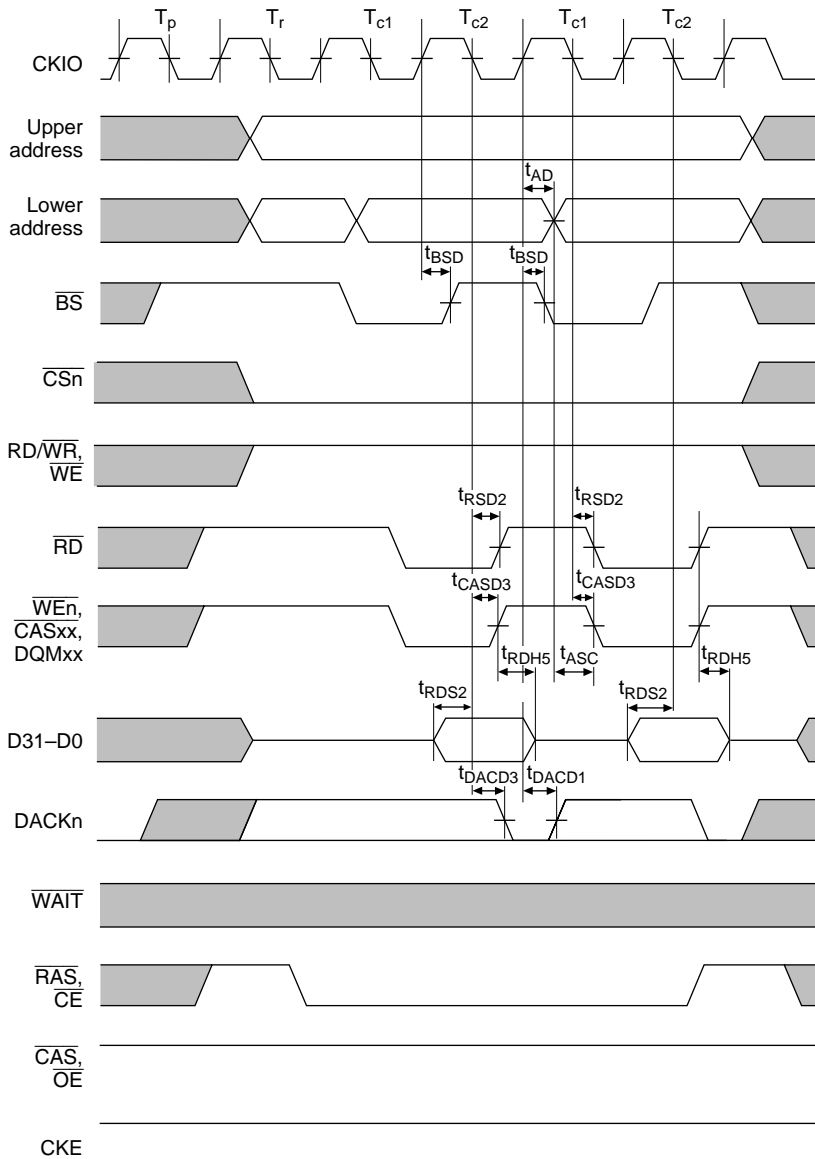 Tp Tr Tc1 Tc2 Tc1 Tc2
CKIO
Upper
address
tAD
Lower
address
tBSD tBSD
BS
CSn
RD/WR,
WE
tRSD2 tRSD2
RD
tCASD3 tCASD3
WEn,
CASxx,
DQMxx
tRDH5 tASC tRDH5
tRDS2 tRDS2
D31–D0
tDACD3 tDACD1
DACKn
WAIT
RAS,
CE
CAS,
OE
CKE